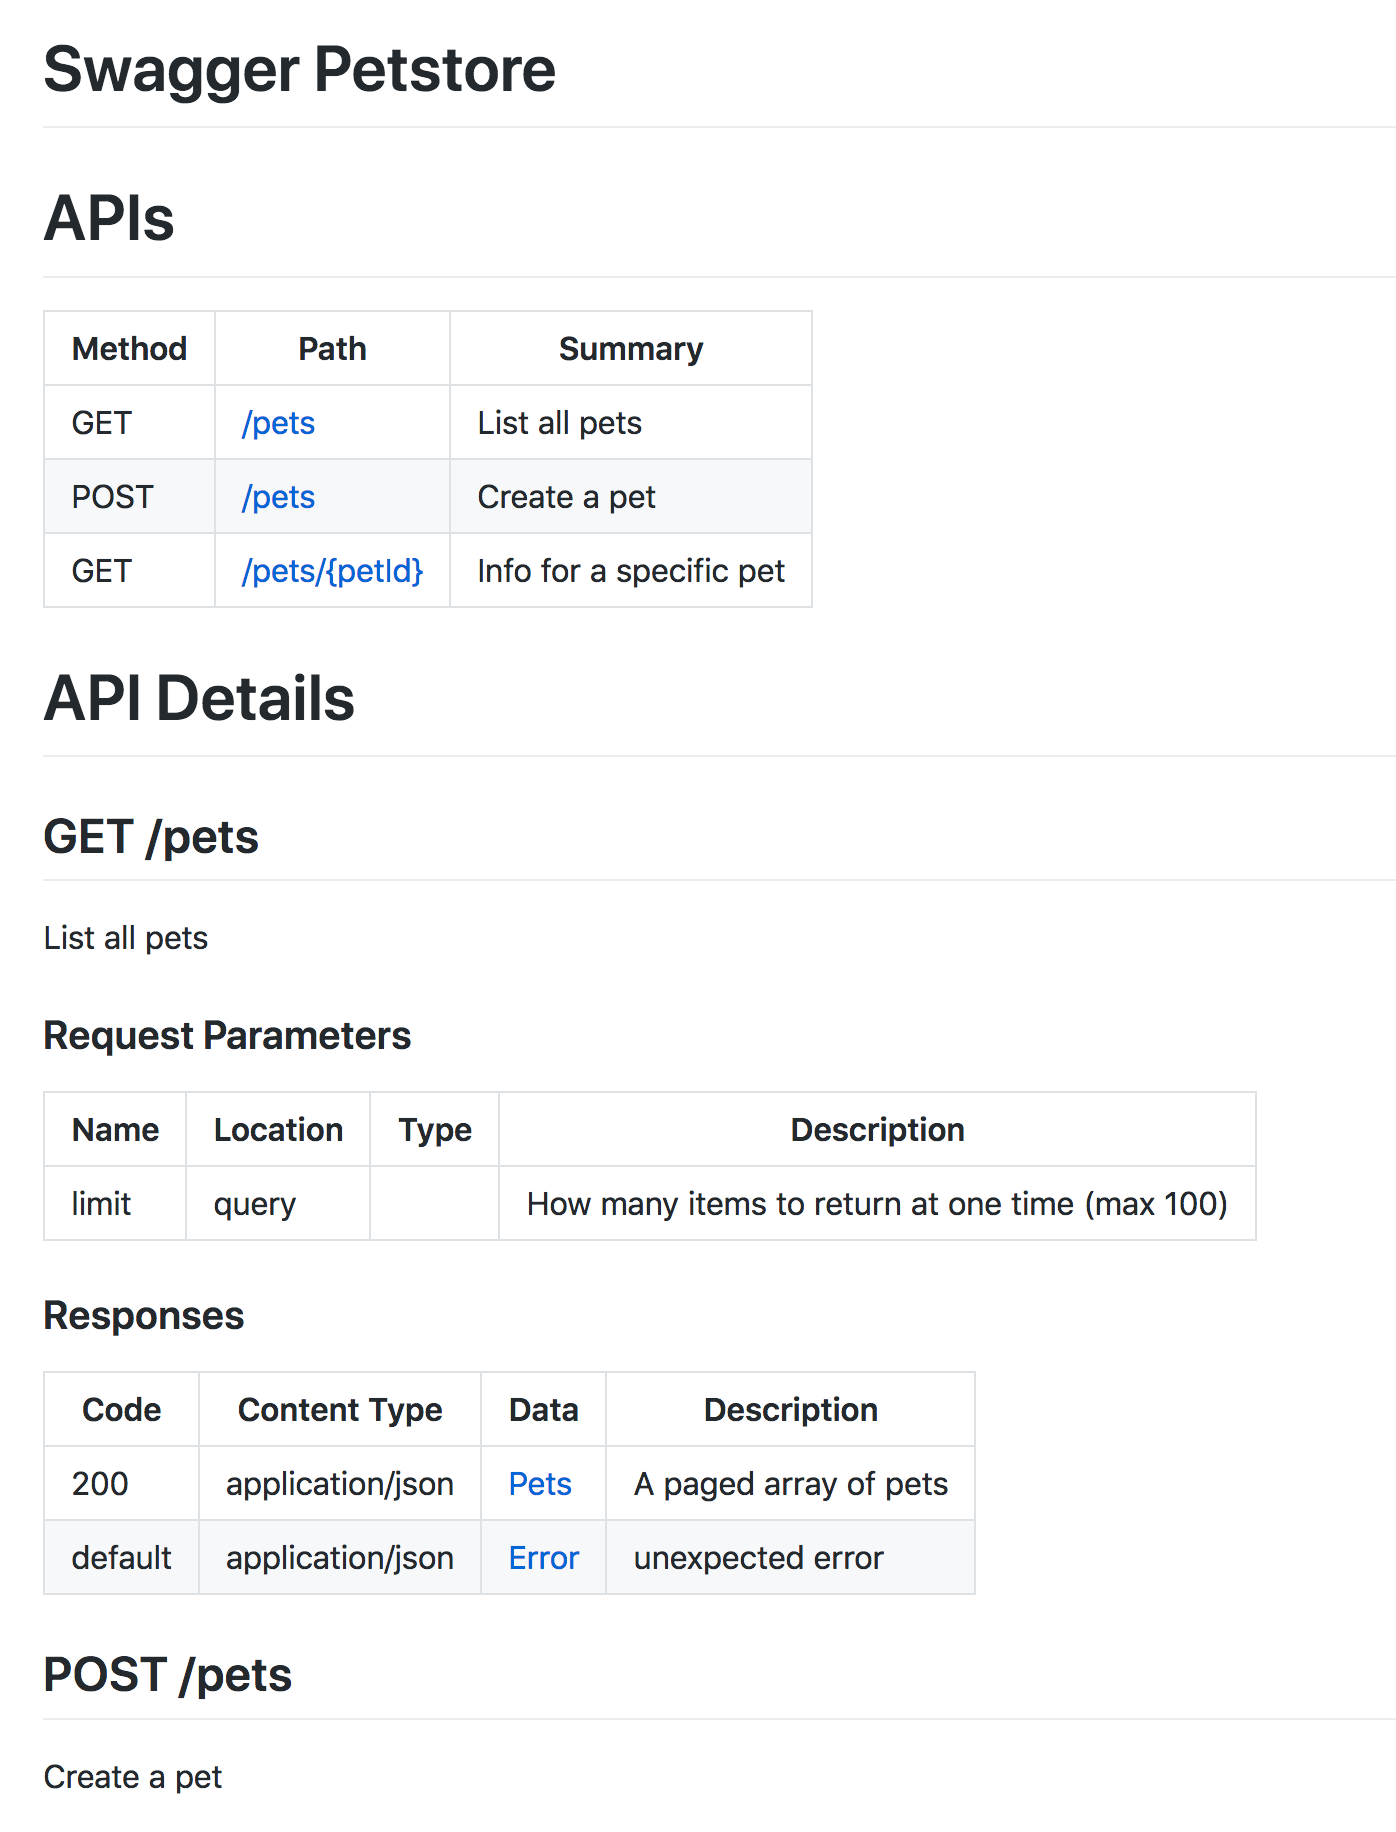 Swagger Petstore
APIs
Method Path Summary
GET /pets List all pets
POST /pets Create a pet
GET /pets/{petId} Info for a specific pet
API Details
GET /pets
List all pets
Request Parameters
Name Location Type Description
limit query How many items to return at one time (max 100)
Responses
Code Content Type Data Description
200 application/json Pets A paged array of pets
default application/json Error unexpected error
POST /pets
Create a pet